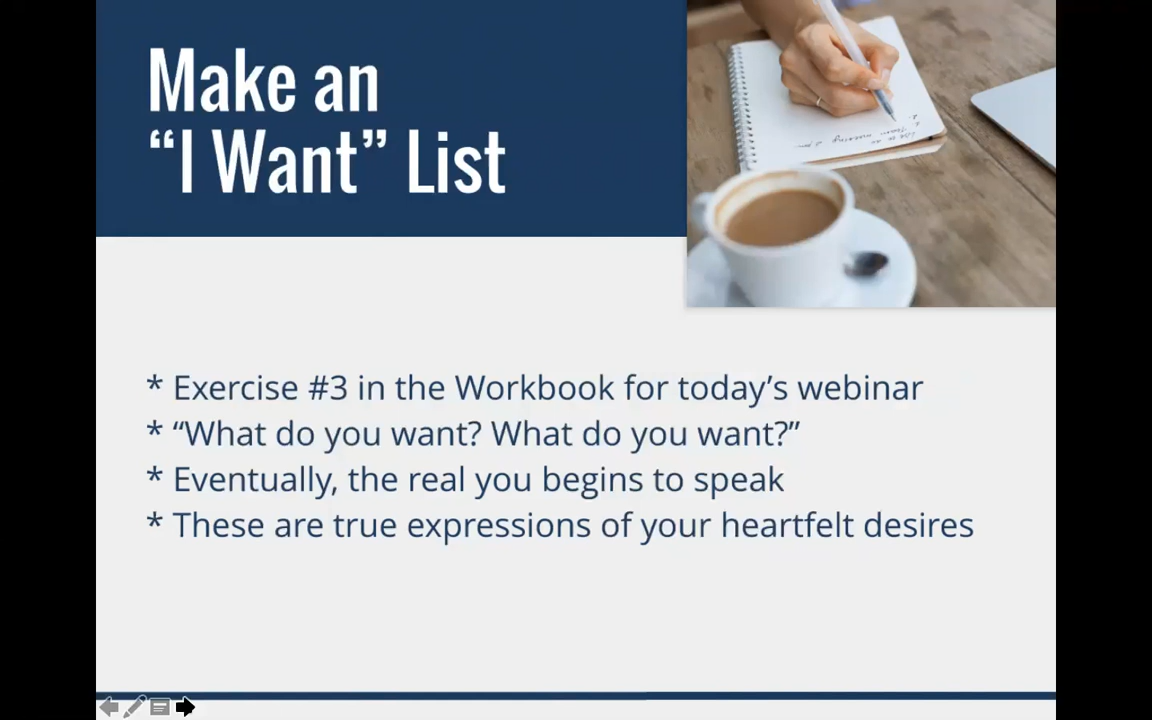 Make an
“I Want” List
* Exercise #3 in the Workbook for today’s webinar
* “What do you want? What do you want?”
* Eventually, the real you begins to speak
* These are true expressions of your heartfelt desires